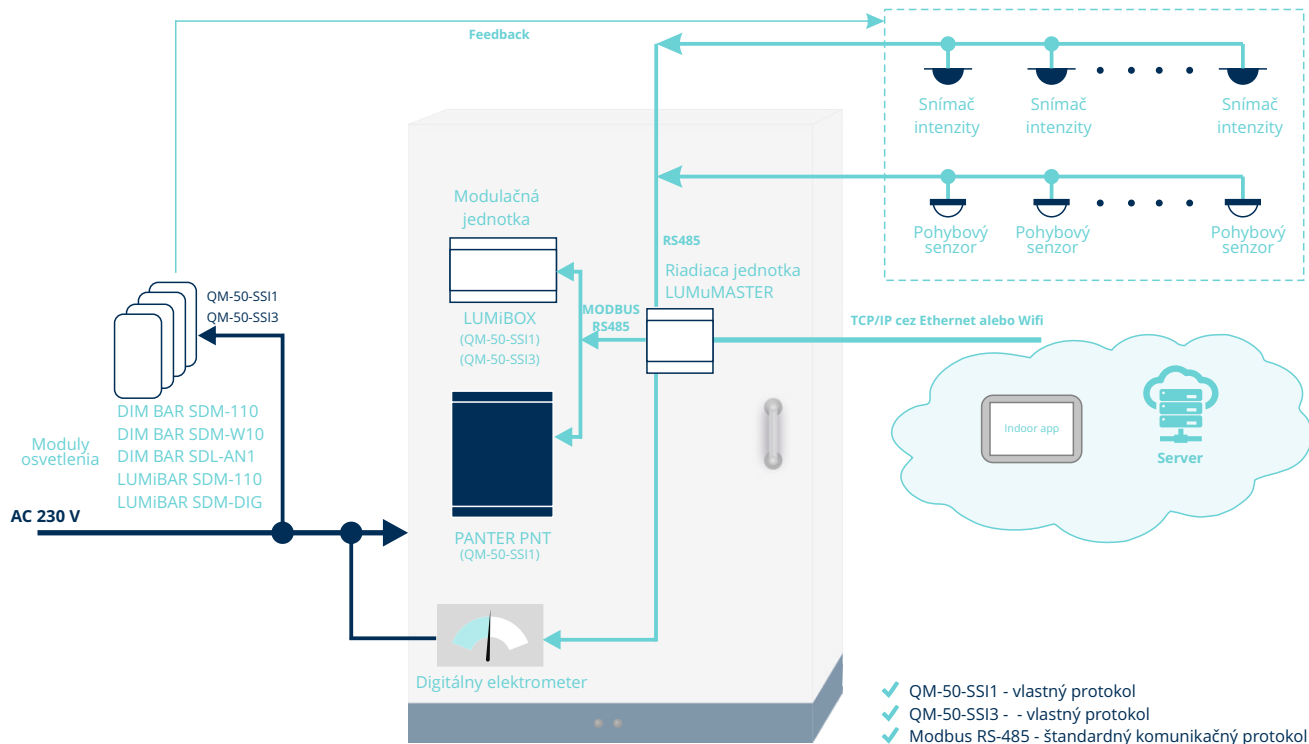 Feedback
Snímač
intenzity
Snímač
intenzity
Snímač
intenzity
Pohybový
senzor
Pohybový
senzor
Pohybový
senzor
Modulačná
jednotka
LUMiBOX
(QM-50-SSI1)
(QM-50-SSI3)
MODBUS
RS485
RS485
Riadiaca jednotka
LUMuMASTER
TCP/IP cez Ethernet alebo Wifi
Indoor app
Server
QM-50-SSI1
QM-50-SSI3
Moduly
osvetlenia
DIM BAR SDM-110
DIM BAR SDM-W10
DIM BAR SDL-AN1
LUMiBAR SDM-110
LUMiBAR SDM-DIG
AC 230 V
PANTER PNT
(QM-50-SSI1)
Digitálny elektrometer
QM-50-SSI1 - vlastný protokol
QM-50-SSI3 - - vlastný protokol
Modbus RS-485 - štandardný komunikačný protokol